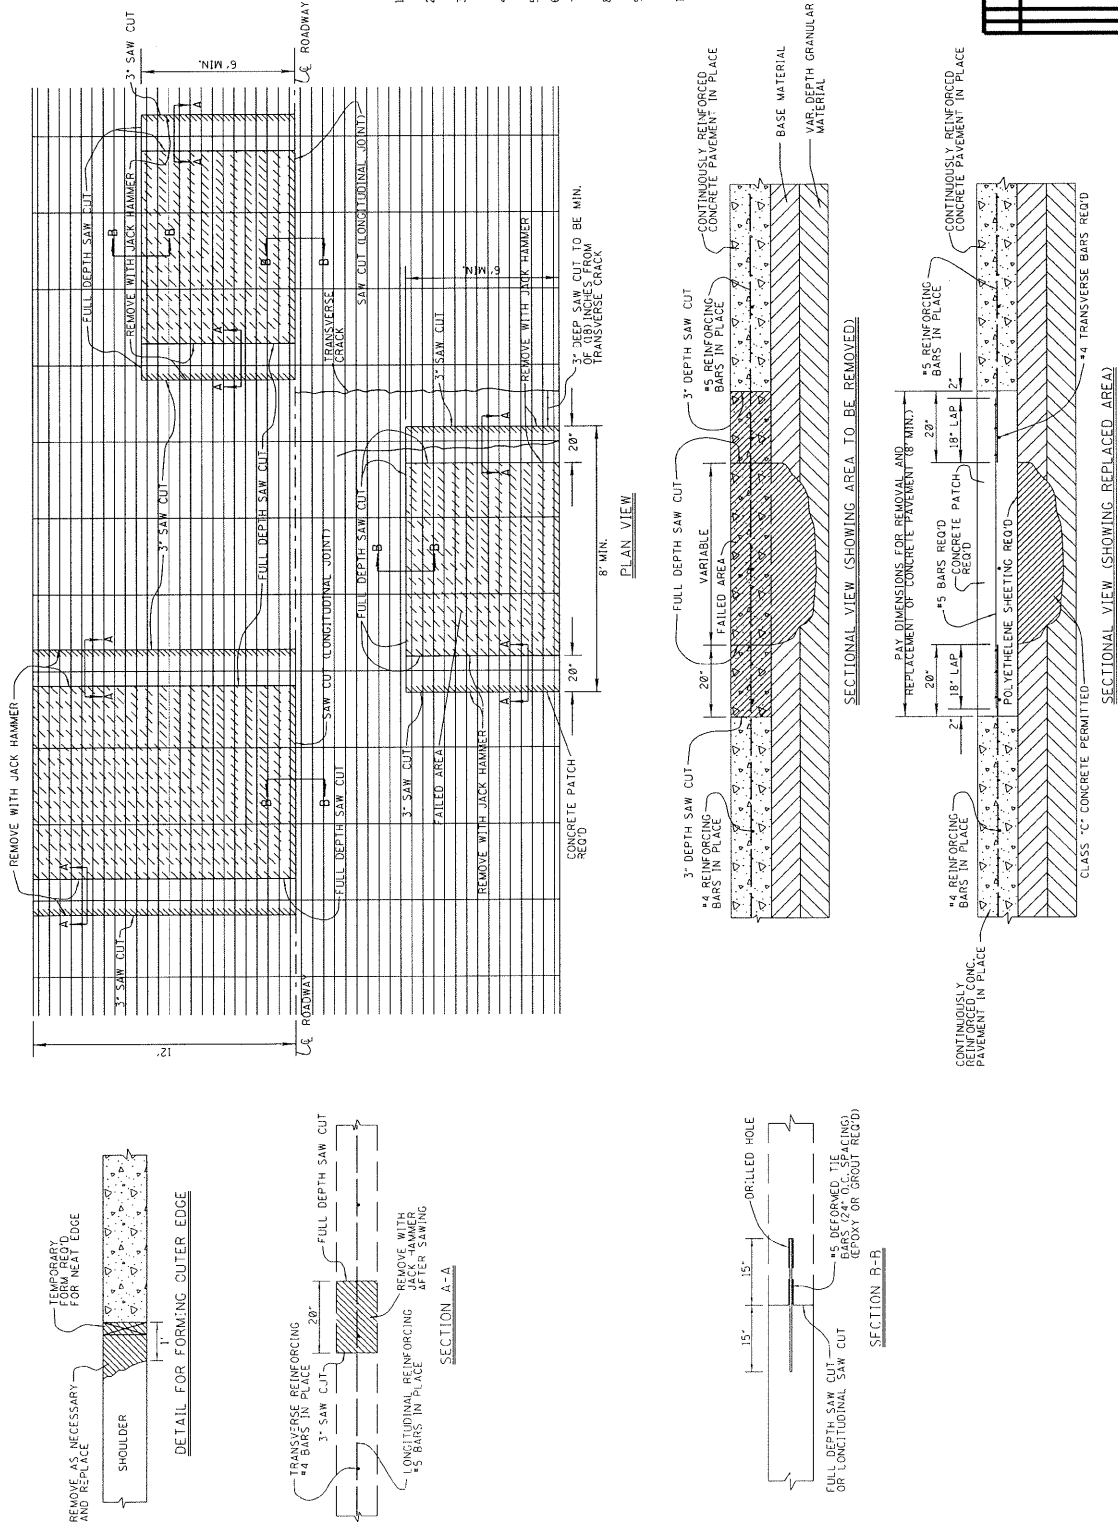 REMOVE AS NECESSARY
AND REPLACE
TEMPORARY
FORM REQ'D
FOR NEAT EDGE
SHOULDER
1'
DETAIL FOR FORMING OUTER EDGE
TRANSVERSE REINFORCING
#4 BARS IN PLACE
3" SAW CUT
20"
FULL DEPTH SAW CUT
LONGITUDINAL REINFORCING
#5 BARS IN PLACE
REMOVE WITH
JACK HAMMER
AFTER SAWING
SECTION A-A
15"
15"
DRILLED HOLE
FULL DEPTH SAW CUT
OR LONGITUDINAL SAW CUT
#5 DEFORMED TIE
BARS (24" O.C. SPACING)
(EPOXY OR GROUT REQ'D)
SECTION B-B
REMOVE WITH JACK HAMMER
12'
3" SAW CUT
A
A
A
A
B
B
FULL DEPTH SAW CUT
SAW CUT (LONGITUDINAL JOINT)
℄ ROADWAY
3" SAW CUT
FULL DEPTH SAW CUT
FULL DEPTH SAW CUT
REMOVE WITH JACK HAMMER
3" SAW CUT
6' MIN.
A
A
A
A
B
B
B
B
℄ ROADWAY
SAW CUT (LONGITUDINAL JOINT)
TRANSVERSE
CRACK
FULL DEPTH SAW CUT
3" SAW CUT
FAILED AREA
REMOVE WITH JACK HAMMER
CONCRETE PATCH
REQ'D
B
B
A
A
A
A
3" SAW CUT
6' MIN.
REMOVE WITH JACK HAMMER
3" DEEP SAW CUT TO BE MIN.
OF (18) INCHES FROM
TRANSVERSE CRACK
20"
20"
8' MIN.
PLAN VIEW
#4 REINFORCING
BARS IN PLACE
3" DEPTH SAW CUT
FULL DEPTH SAW CUT
3" DEPTH SAW CUT
#5 REINFORCING
BARS IN PLACE
CONTINUOUSLY REINFORCED
CONCRETE PAVEMENT IN PLACE
20"
VARIABLE
FAILED AREA
BASE MATERIAL
VAR. DEPTH GRANULAR
MATERIAL
SECTIONAL VIEW (SHOWING AREA TO BE REMOVED)
CONTINUOUSLY
REINFORCED CONC.
PAVEMENT IN PLACE
#4 REINFORCING
BARS IN PLACE
PAY DIMENSIONS FOR REMOVAL AND
REPLACEMENT OF CONCRETE PAVEMENT (8' MIN.)
2"
20"
18" LAP
#5 BARS REQ'D
CONCRETE PATCH
REQ'D
20"
18" LAP
2"
#5 REINFORCING
BARS IN PLACE
CONTINUOUSLY REINFORCED
CONCRETE PAVEMENT IN PLACE
POLYETHELENE SHEETING REQ'D
CLASS "C" CONCRETE PERMITTED
#4 TRANSVERSE BARS REQ'D
SECTIONAL VIEW (SHOWING REPLACED AREA)